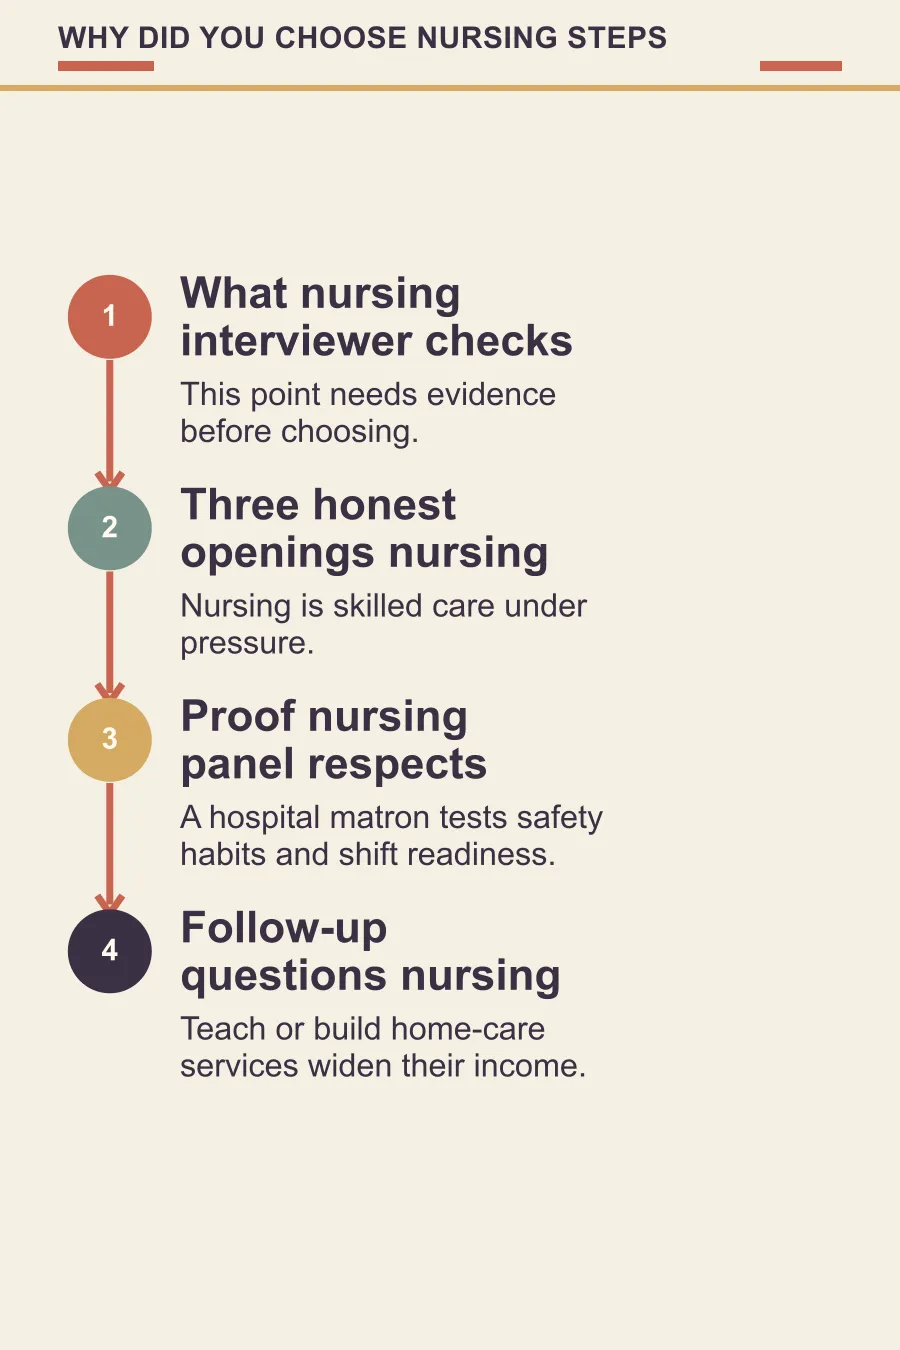 WHY DID YOU CHOOSE NURSING STEPS
1
What nursing
interviewer checks
This point needs evidence
before choosing.
2
Three honest
openings nursing
Nursing is skilled care under
pressure.
3
Proof nursing
panel respects
A hospital matron tests safety
habits and shift readiness.
4
Follow-up
questions nursing
Teach or build home-care
services widen their income.